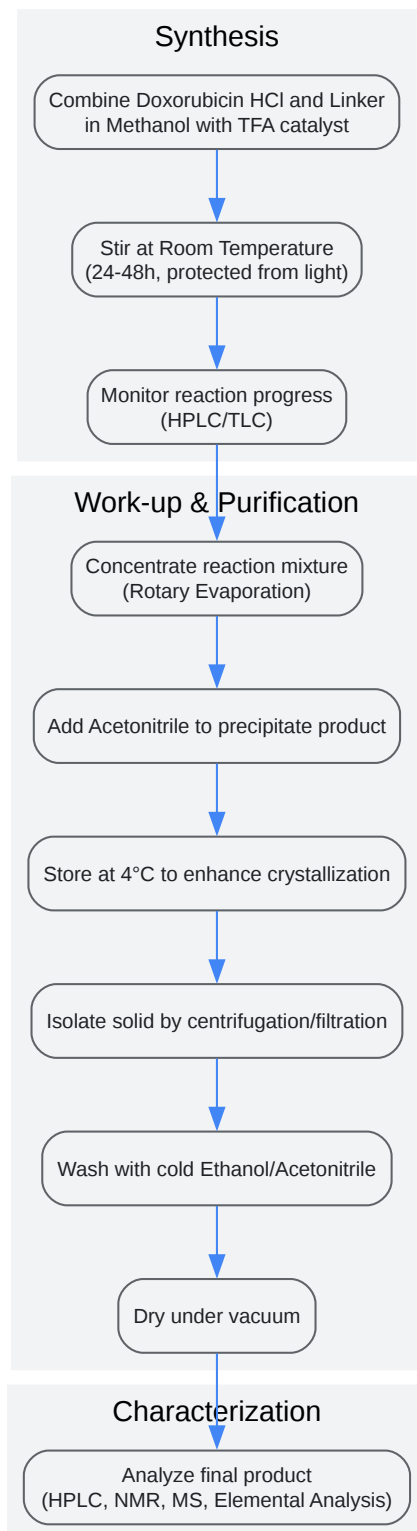 Synthesis
Combine Doxorubicin HCl and Linker
in Methanol with TFA catalyst
Stir at Room Temperature
(24-48h, protected from light)
Monitor reaction progress
(HPLC/TLC)
Work-up & Purification
Concentrate reaction mixture
(Rotary Evaporation)
Add Acetonitrile to precipitate product
Store at 4°C to enhance crystallization
Isolate solid by centrifugation/filtration
Wash with cold Ethanol/Acetonitrile
Dry under vacuum
Characterization
Analyze final product
(HPLC, NMR, MS, Elemental Analysis)